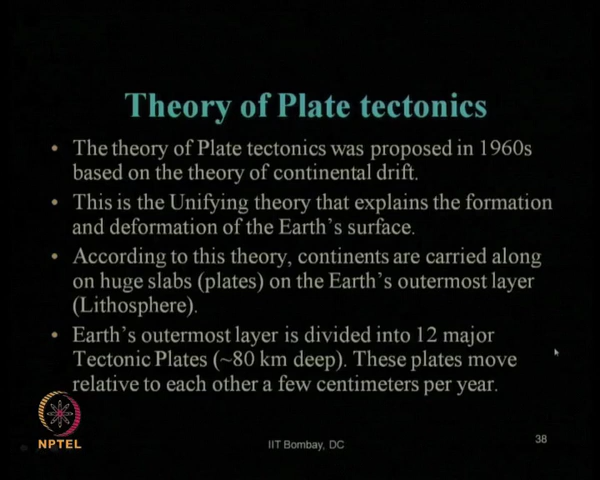 Theory of Plate tectonics
• The theory of Plate tectonics was proposed in 1960s
based on the theory of continental drift.
• This is the Unifying theory that explains the formation
and deformation of the Earth's surface.
• According to this theory, continents are carried along
on huge slabs (plates) on the Earth's outermost layer
(Lithosphere).
• Earth's outermost layer is divided into 12 major
Tectonic Plates (~80 km deep). These plates move
relative to each other a few centimeters per year.
NPTEL
IIT Bombay, DC
38